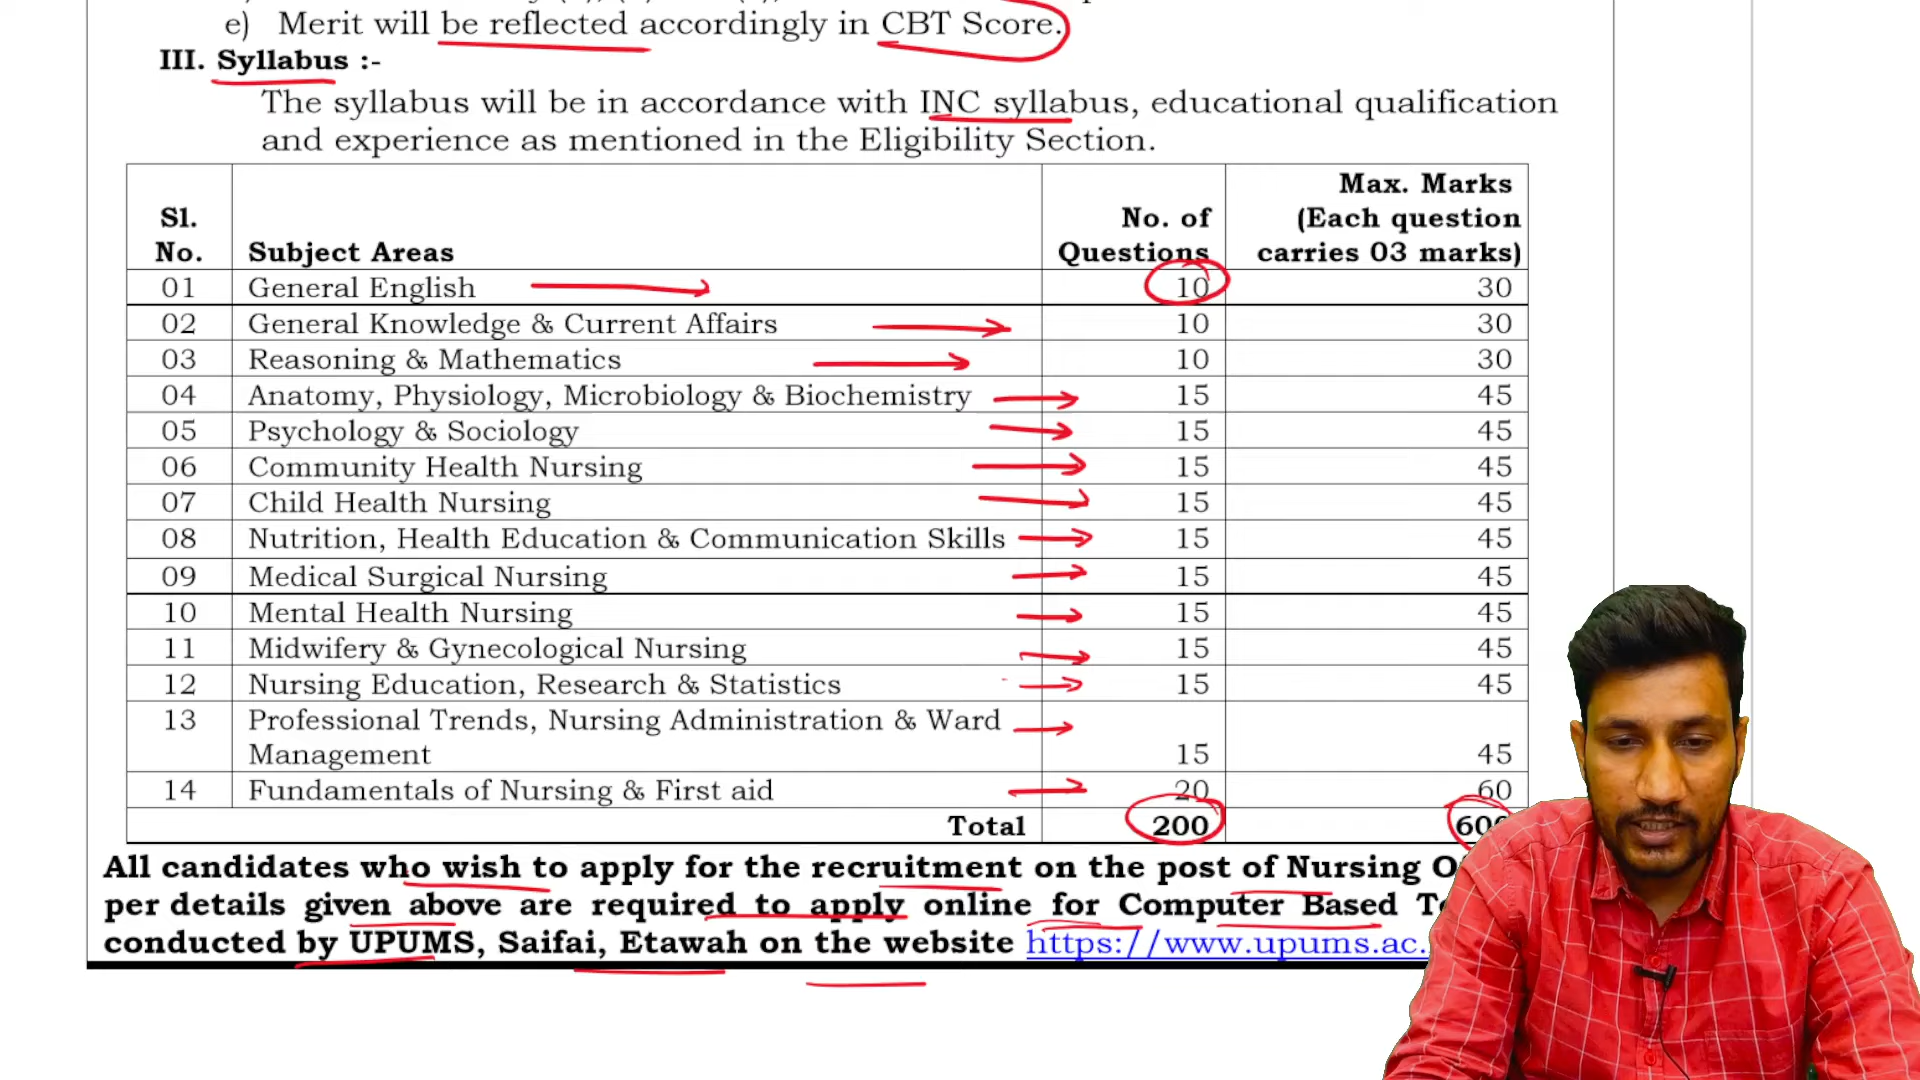 e) Merit will be reflected accordingly in CBT Score.
III. Syllabus :-
The syllabus will be in accordance with INC syllabus, educational qualification
and experience as mentioned in the Eligibility Section.
Sl. No. Subject Areas No. of Questions Max. Marks (Each question carries 03 marks)
01 General English 10 30
02 General Knowledge & Current Affairs 10 30
03 Reasoning & Mathematics 10 30
04 Anatomy, Physiology, Microbiology & Biochemistry 15 45
05 Psychology & Sociology 15 45
06 Community Health Nursing 15 45
07 Child Health Nursing 15 45
08 Nutrition, Health Education & Communication Skills 15 45
09 Medical Surgical Nursing 15 45
10 Mental Health Nursing 15 45
11 Midwifery & Gynecological Nursing 15 45
12 Nursing Education, Research & Statistics 15 45
13 Professional Trends, Nursing Administration & Ward
Management 15 45
14 Fundamentals of Nursing & First aid 20 60
Total 200 600
All candidates who wish to apply for the recruitment on the post of Nursing
per details given above are required to apply online for Computer Based
conducted by UPUMS, Saifai, Etawah on the website https://www.upums.ac.